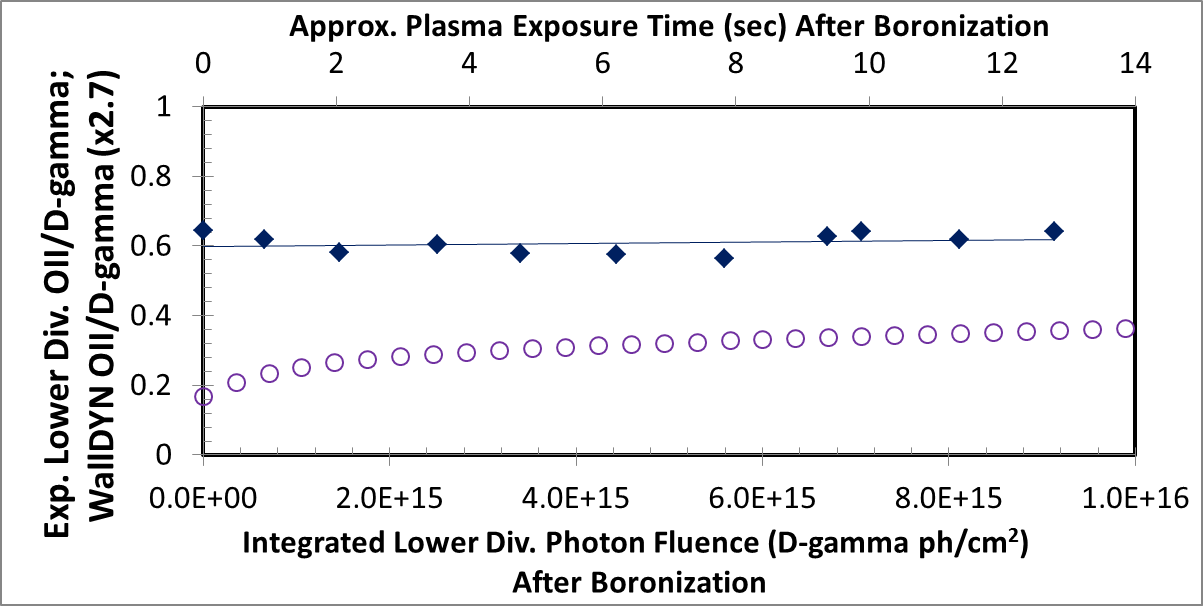 Approx. Plasma Exposure Time (sec) After Boronization
0 2 4 6 8 10 12 14
Exp. Lower Div. OII/D-gamma;
WallDYN OII/D-gamma (x2.7)
1
0.8
0.6
0.4
0.2
0
0.0E+00 2.0E+15 4.0E+15 6.0E+15 8.0E+15 1.0E+16
Integrated Lower Div. Photon Fluence (D-gamma ph/cm²)
After Boronization